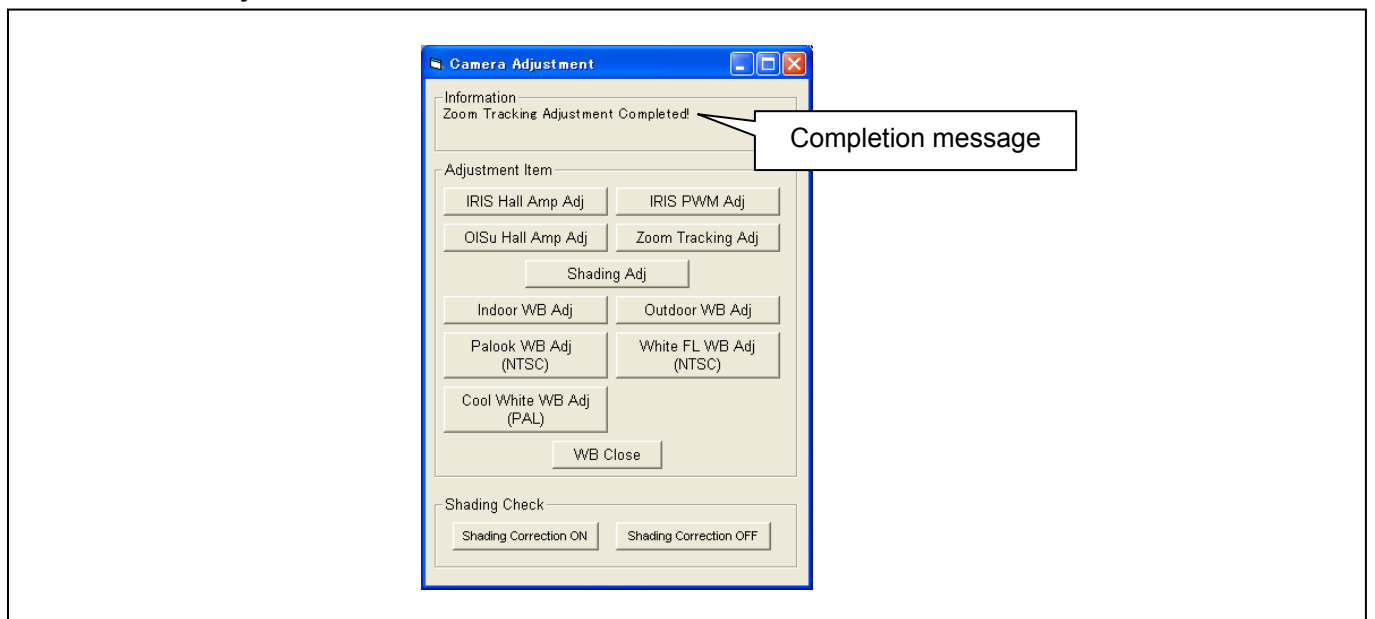 Camera Adjustment
Information
Zoom Tracking Adjustment Completed!
Completion message
Adjustment Item
IRIS Hall Amp Adj
IRIS PWM Adj
OISu Hall Amp Adj
Zoom Tracking Adj
Shading Adj
Indoor WB Adj
Outdoor WB Adj
Palook WB Adj
(NTSC)
White FL WB Adj
(NTSC)
Cool White WB Adj
(PAL)
WB Close
Shading Check
Shading Correction ON
Shading Correction OFF